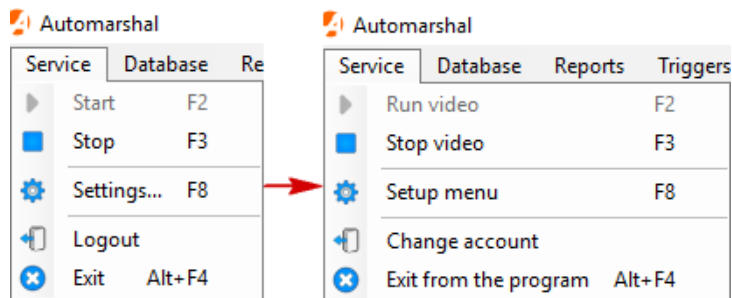 Automarshal
Service Database Re
Start F2
Stop F3
Settings... F8
Logout
Exit Alt+F4
Automarshal
Service Database Reports Triggers
Run video F2
Stop video F3
Setup menu F8
Change account
Exit from the program Alt+F4